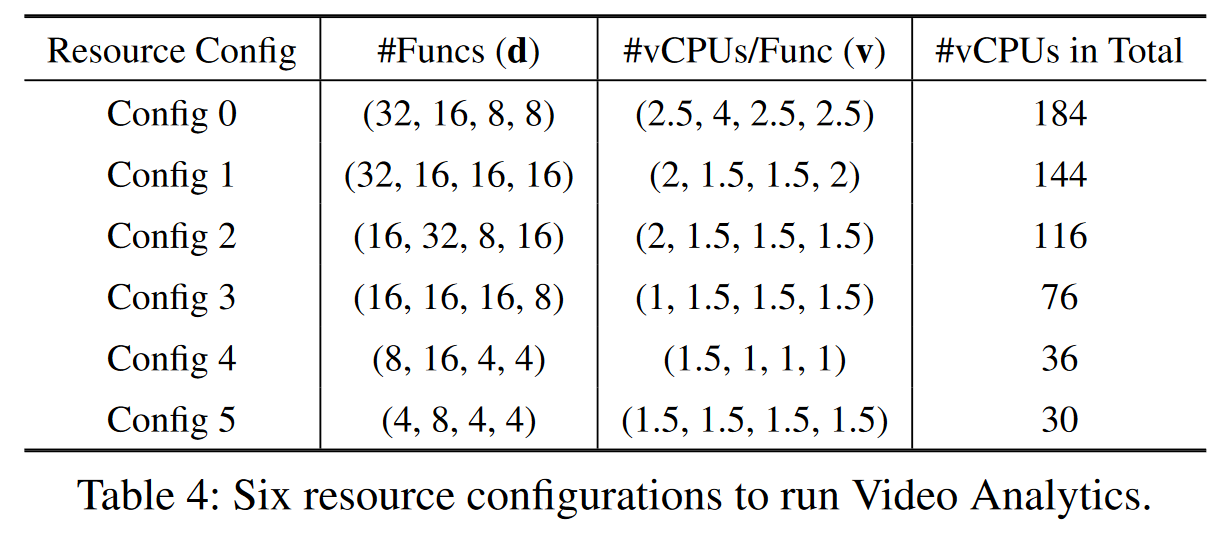 Resource Config #Funcs (d) #vCPUs/Func (v) #vCPUs in Total
Config 0 (32, 16, 8, 8) (2.5, 4, 2.5, 2.5) 184
Config 1 (32, 16, 16, 16) (2, 1.5, 1.5, 2) 144
Config 2 (16, 32, 8, 16) (2, 1.5, 1.5, 1.5) 116
Config 3 (16, 16, 16, 8) (1, 1.5, 1.5, 1.5) 76
Config 4 (8, 16, 4, 4) (1.5, 1, 1, 1) 36
Config 5 (4, 8, 4, 4) (1.5, 1.5, 1.5, 1.5) 30
Table 4: Six resource configurations to run Video Analytics.